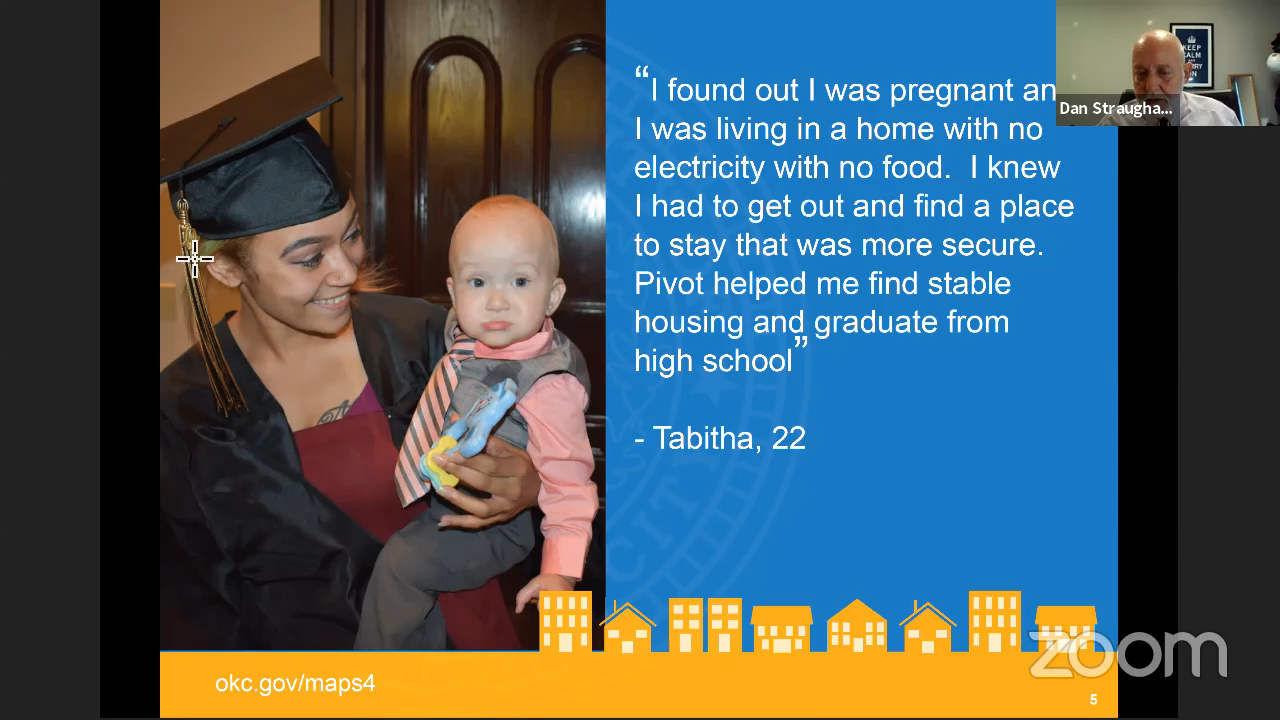 “I found out I was pregnant an
I was living in a home with no
electricity with no food.  I knew
I had to get out and find a place
to stay that was more secure.
Pivot helped me find stable
housing and graduate from
high school”
- Tabitha, 22
okc.gov/maps4
5
KEEP
CALM
Dan Straugha...
zoom